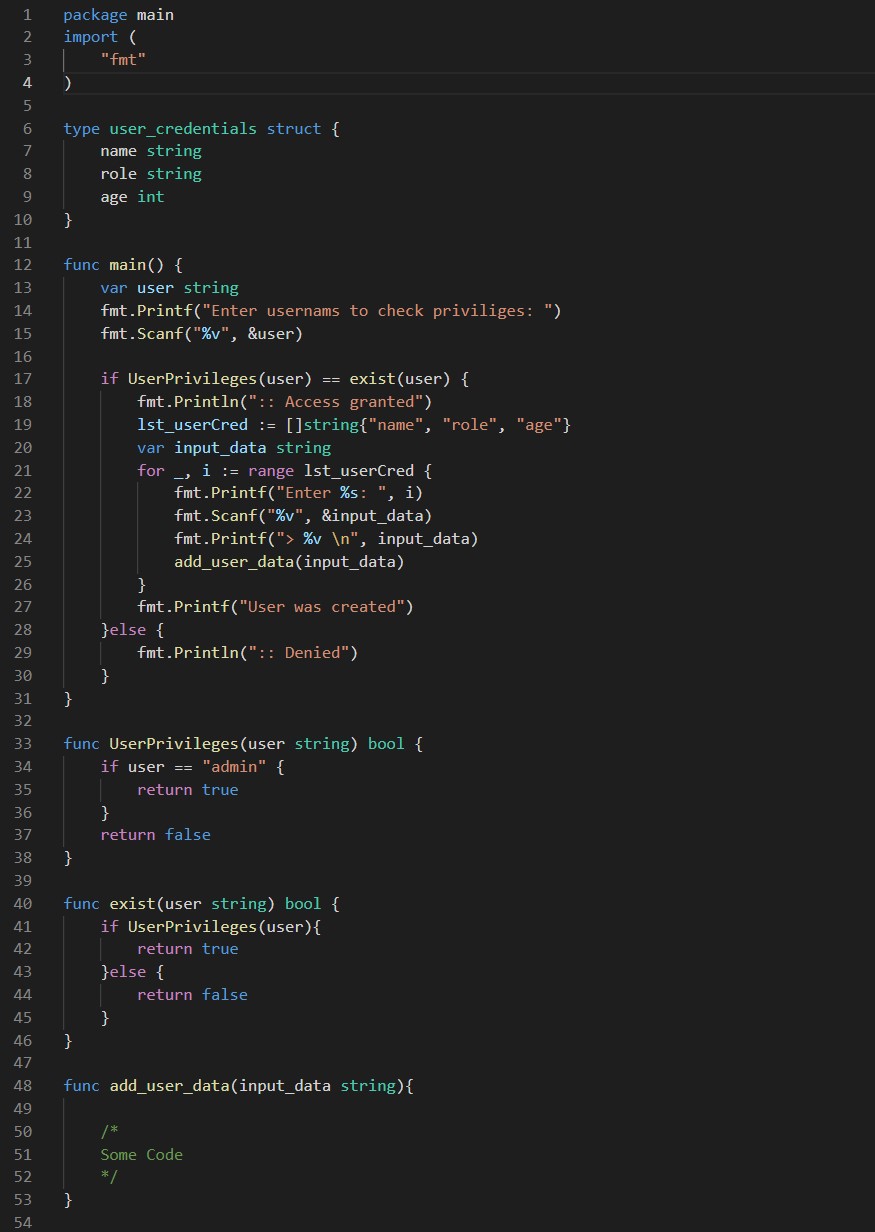 1 package main
2 import (
3     "fmt"
4 )
5
6 type user_credentials struct {
7     name string
8     role string
9     age int
10 }
11
12 func main() {
13     var user string
14     fmt.Printf("Enter usernams to check priviliges: ")
15     fmt.Scanf("%v", &user)
16
17     if UserPrivileges(user) == exist(user) {
18         fmt.Println(":: Access granted")
19         lst_userCred := []string{"name", "role", "age"}
20         var input_data string
21         for _, i := range lst_userCred {
22             fmt.Printf("Enter %s: ", i)
23             fmt.Scanf("%v", &input_data)
24             fmt.Printf("> %v \n", input_data)
25             add_user_data(input_data)
26         }
27         fmt.Printf("User was created")
28     }else {
29         fmt.Println(":: Denied")
30     }
31 }
32
33 func UserPrivileges(user string) bool {
34     if user == "admin" {
35         return true
36     }
37     return false
38 }
39
40 func exist(user string) bool {
41     if UserPrivileges(user){
42         return true
43     }else {
44         return false
45     }
46 }
47
48 func add_user_data(input_data string){
49
50     /*
51     Some Code
52     */
53 }
54